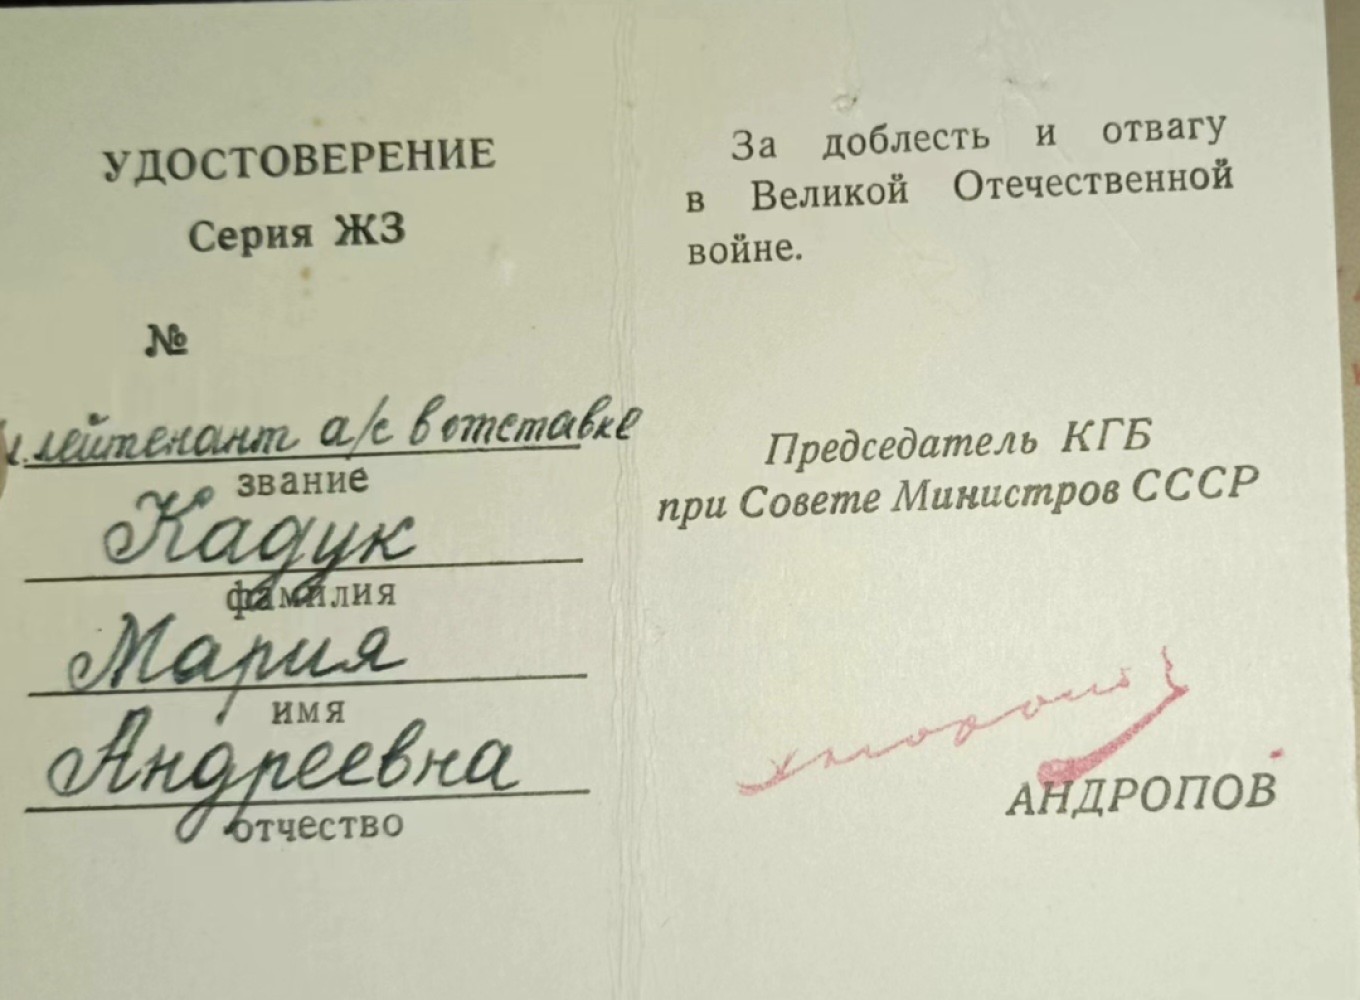 УДОСТОВЕРЕНИЕ
Серия ЖЗ
№
лейтенант а/с в отставке
звание
Кадук
фамилия
Мария
имя
Андреевна
отчество
За доблесть и отвагу
в Великой Отечественной
войне.
Председатель КГБ
при Совете Министров СССР
АНДРОПОВ